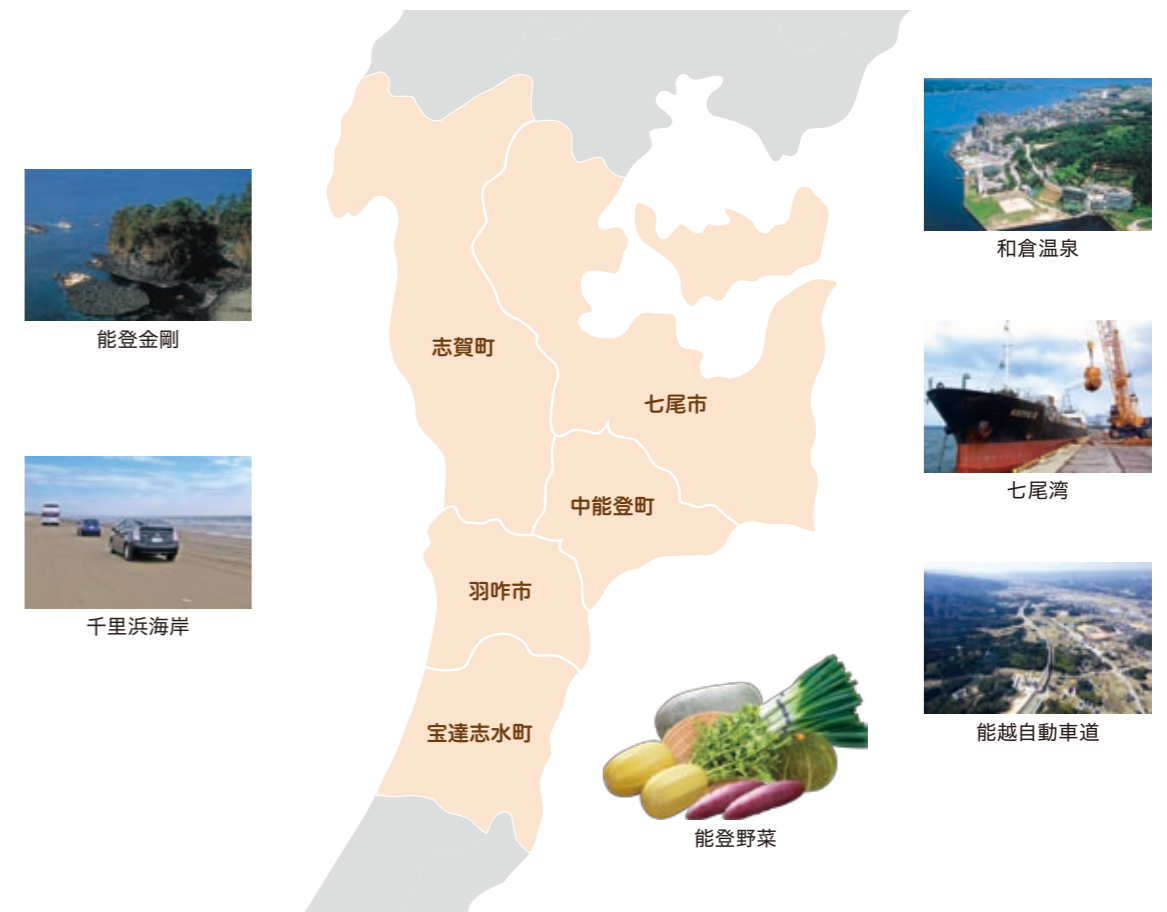 和倉温泉
能登金剛
志賀町
七尾市
七尾湾
中能登町
羽咋市
千里浜海岸
宝達志水町
能越自動車道
能登野菜